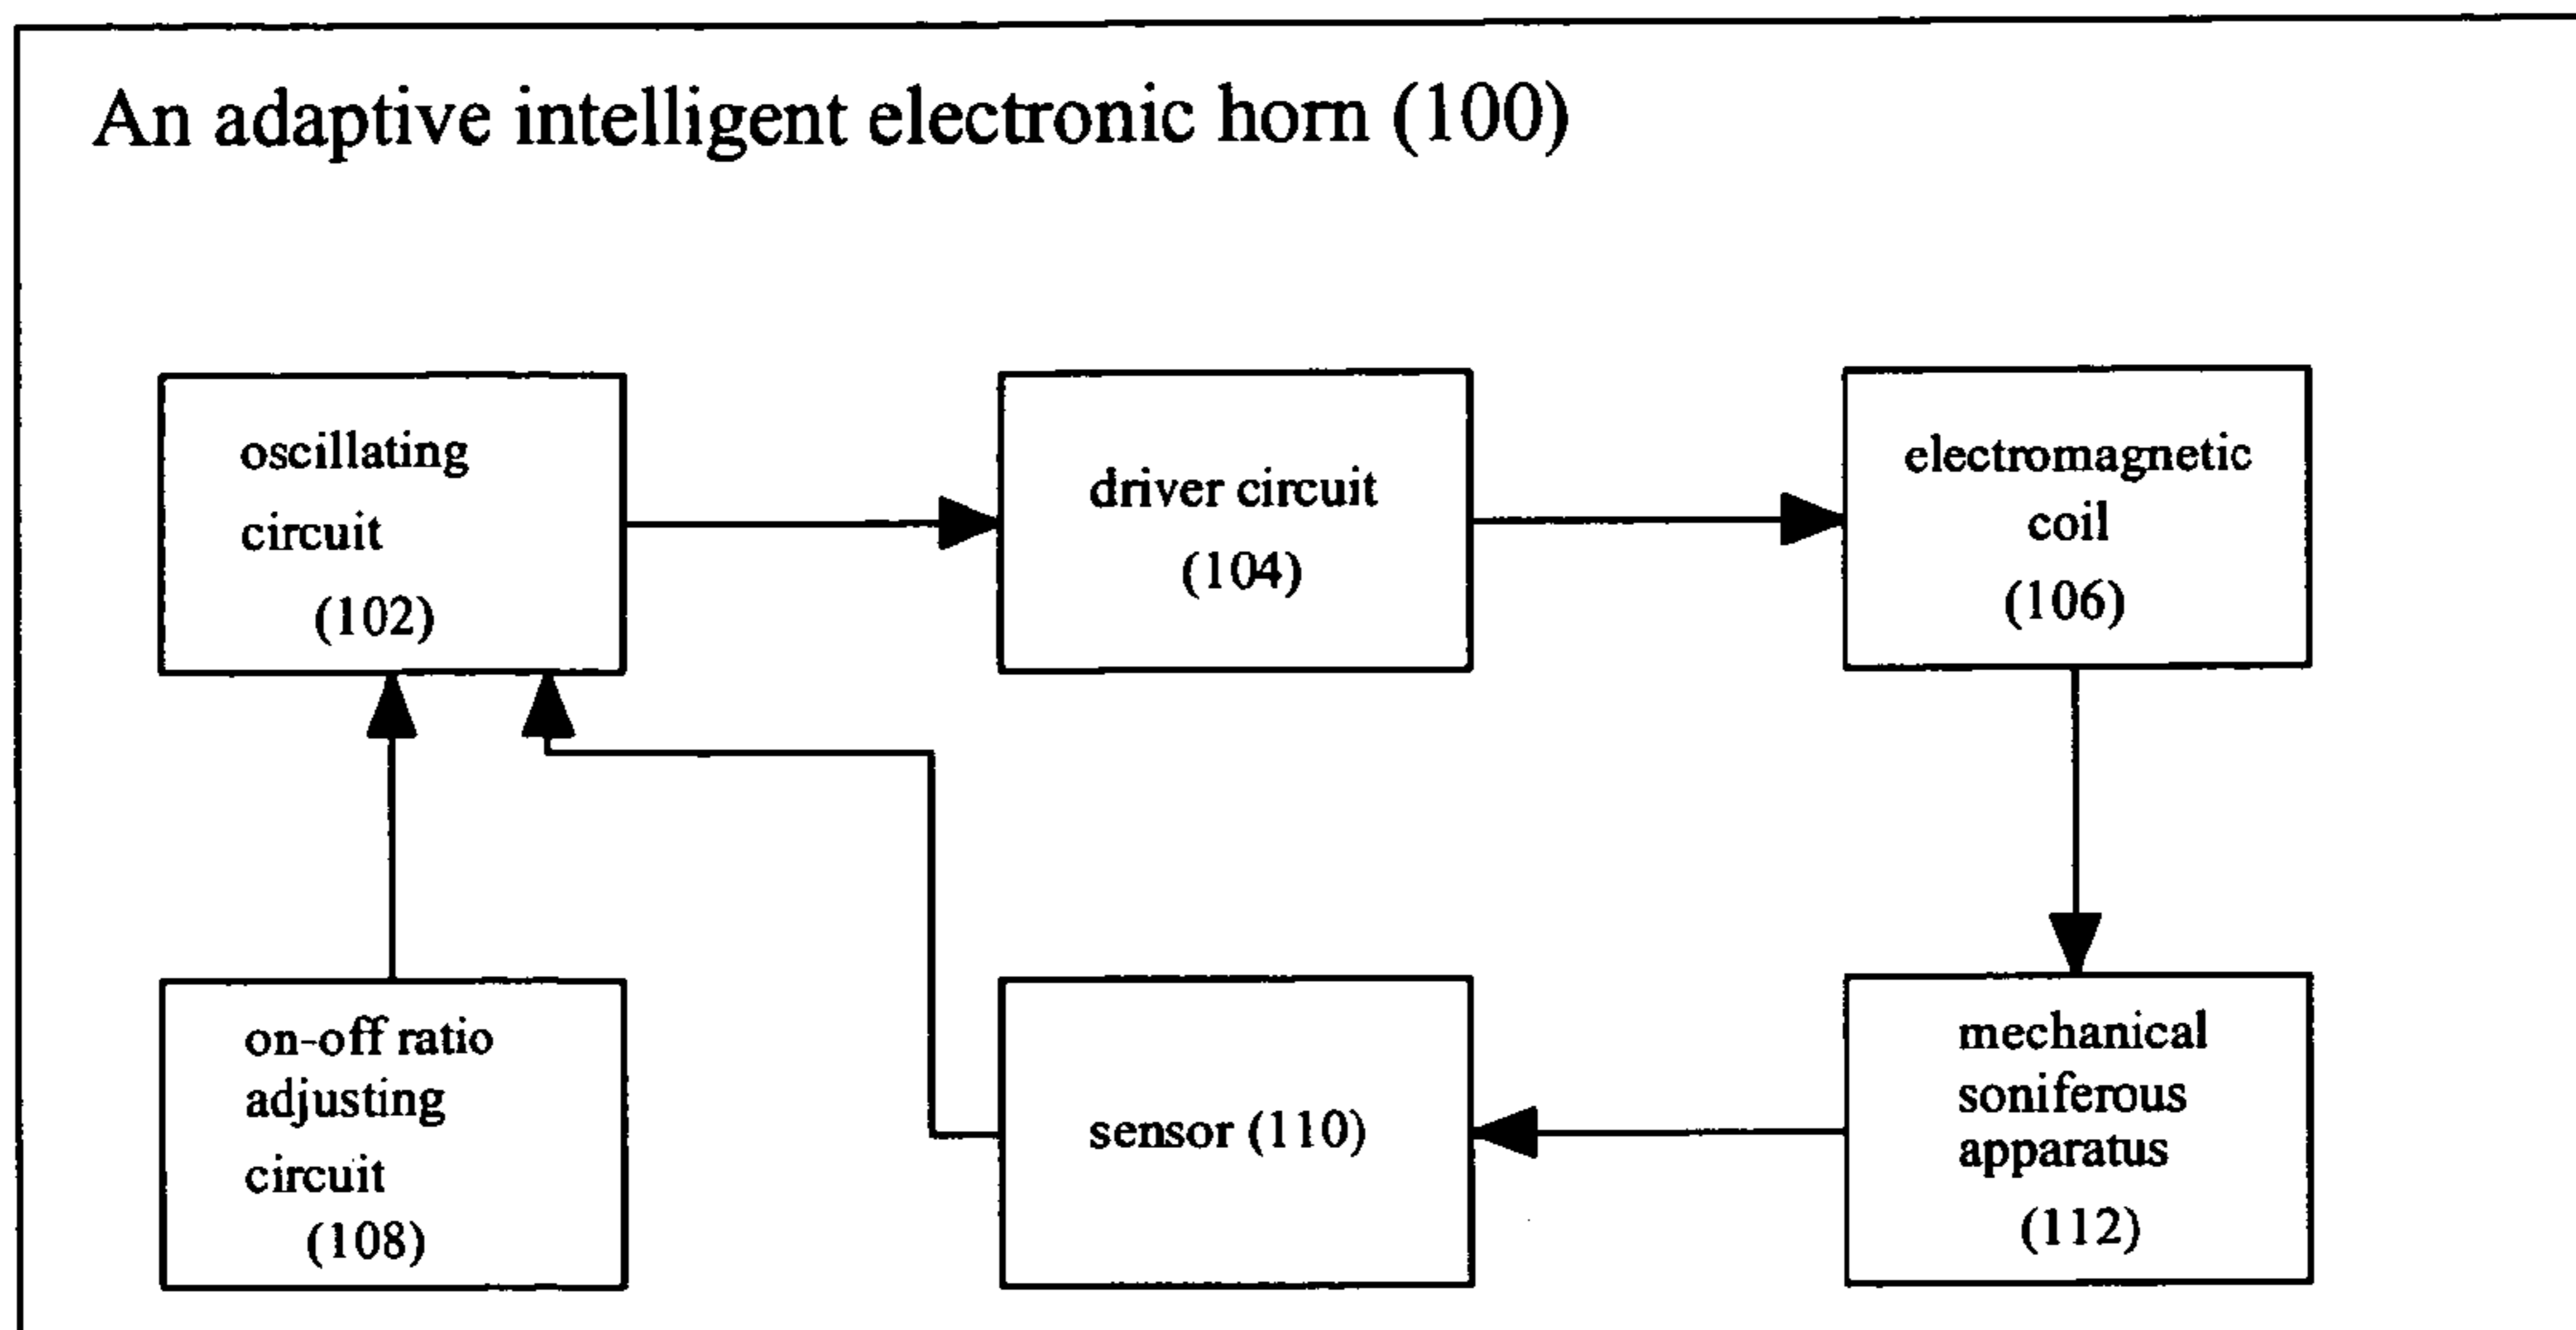 An adaptive intelligent electronic horn (100)
oscillating
circuit
(102)
driver circuit
(104)
electromagnetic
coil
(106)
on-off ratio
adjusting
circuit
(108)
sensor (110)
mechanical
soniferous
apparatus
(112)